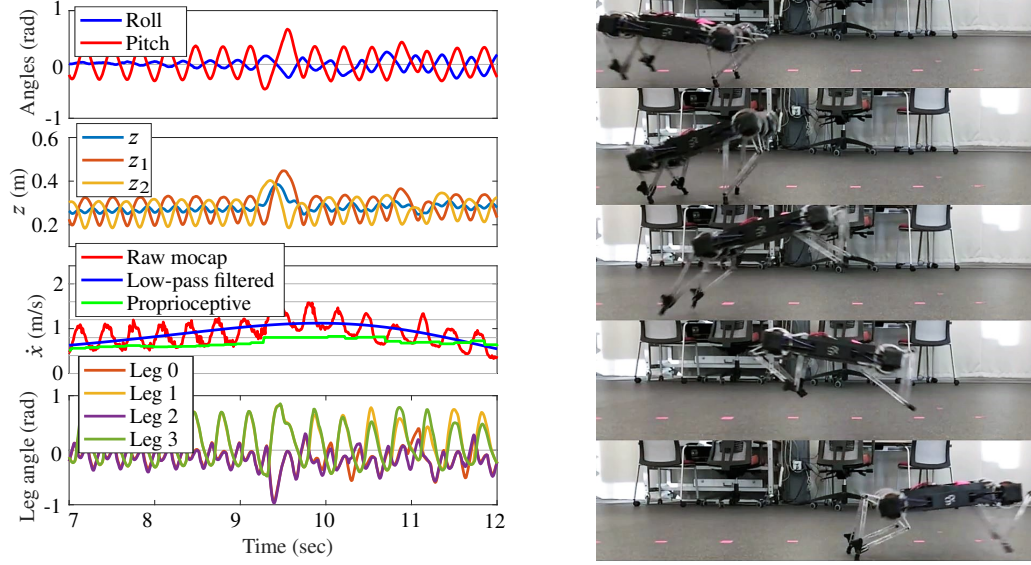 1
Roll
Pitch
Angles (rad)
0
-1
0.6
z
z1
z2
z (m)
0.4
0.2
Raw mocap
Low-pass filtered
Proprioceptive
2
ẋ (m/s)
1
0
Leg 0
Leg 1
Leg 2
Leg 3
1
Leg angle (rad)
0
-1
7 8 9 10 11 12
Time (sec)